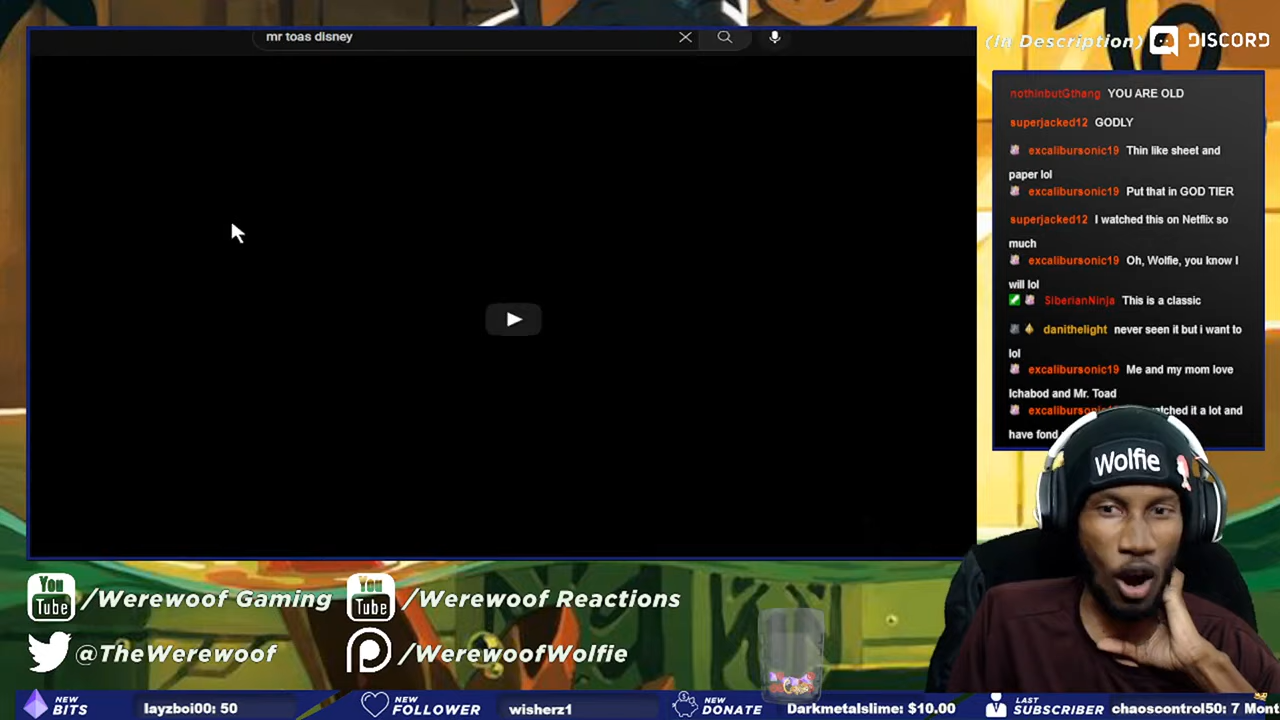 mr toas disney
(In Description) DISCORD
nothinbutGthang YOU ARE OLD
superjacked12 GODLY
excalibursonic19 Thin like sheet and
paper lol
excalibursonic19 Put that in GOD TIER
superjacked12 I watched this on Netflix so
much
excalibursonic19 Oh, Wolfie, you know I
will lol
SiberianNinja This is a classic
danithelight never seen it but i want to
lol
excalibursonic19 Me and my mom love
Ichabod and Mr. Toad
it a lot and
have fond
Wolfie
You Tube /Werewoof Gaming
You Tube /Werewoof Reactions
@TheWerewoof
/WerewoofWolfie
NEW BITS layzboi00: 50
NEW FOLLOWER wisherz1
NEW DONATE Darkmetalslime: $10.00
LAST SUBSCRIBER chaoscontrol50: 7 Mont